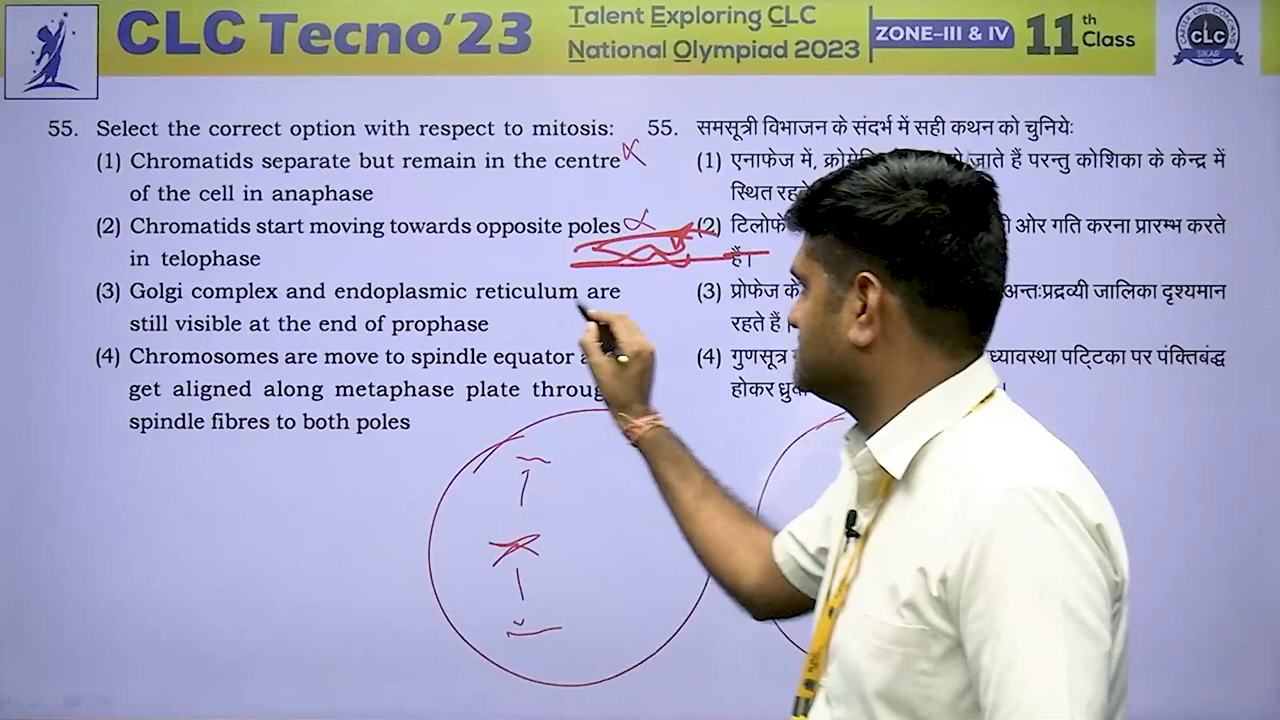 CLC Tecno'23
Talent Exploring CLC
National Olympiad 2023
ZONE–III & IV
11th Class
CAREER LINE COACHING
CLC
SIKAR
55. Select the correct option with respect to mitosis:
(1) Chromatids separate but remain in the centre
of the cell in anaphase
(2) Chromatids start moving towards opposite poles
in telophase
(3) Golgi complex and endoplasmic reticulum are
still visible at the end of prophase
(4) Chromosomes are move to spindle equator
get aligned along metaphase plate
spindle fibres to both poles
55. समसूत्री विभाजन के संदर्भ में सही कथन को चुनियेः
(1) एनाफेज में, जाते हैं परन्तु कोशिका के केन्द्र में
स्थित
(2) ओर गति करना प्रारम्भ करते
हैं।
(3) प्रोफेज के अन्तःप्रद्रव्यी जालिका दृश्यमान
रहते हैं।
(4) गुणसूत्र पट्टिका पर पंक्तिबद्ध
होकर